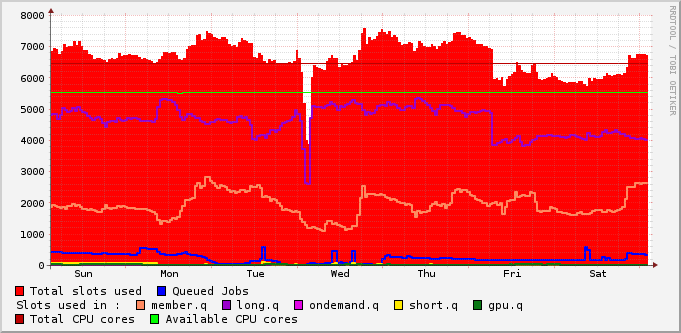 8000
7000
6000
5000
4000
3000
2000
1000
0
Sun Mon Tue Wed Thu Fri Sat
RRDTOOL / TOBI OETIKER
Total slots used Queued Jobs
Slots used in : member.q long.q ondemand.q short.q gpu.q
Total CPU cores Available CPU cores